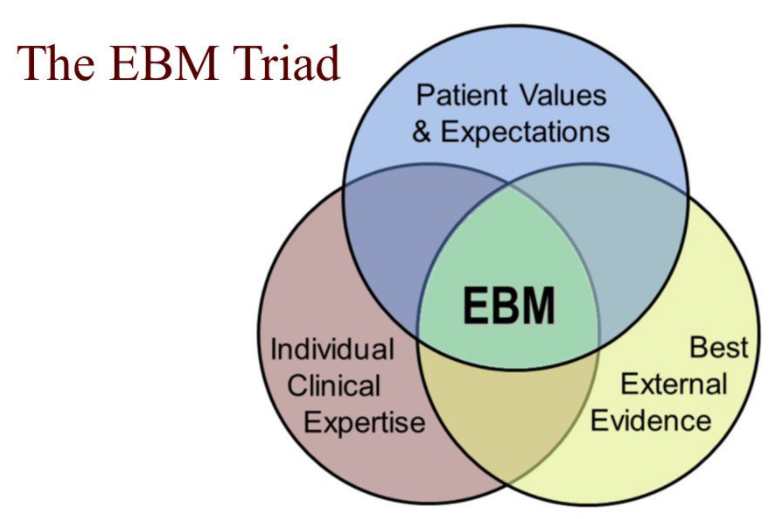 The EBM Triad
Patient Values
& Expectations
EBM
Individual
Clinical
Expertise
Best
External
Evidence